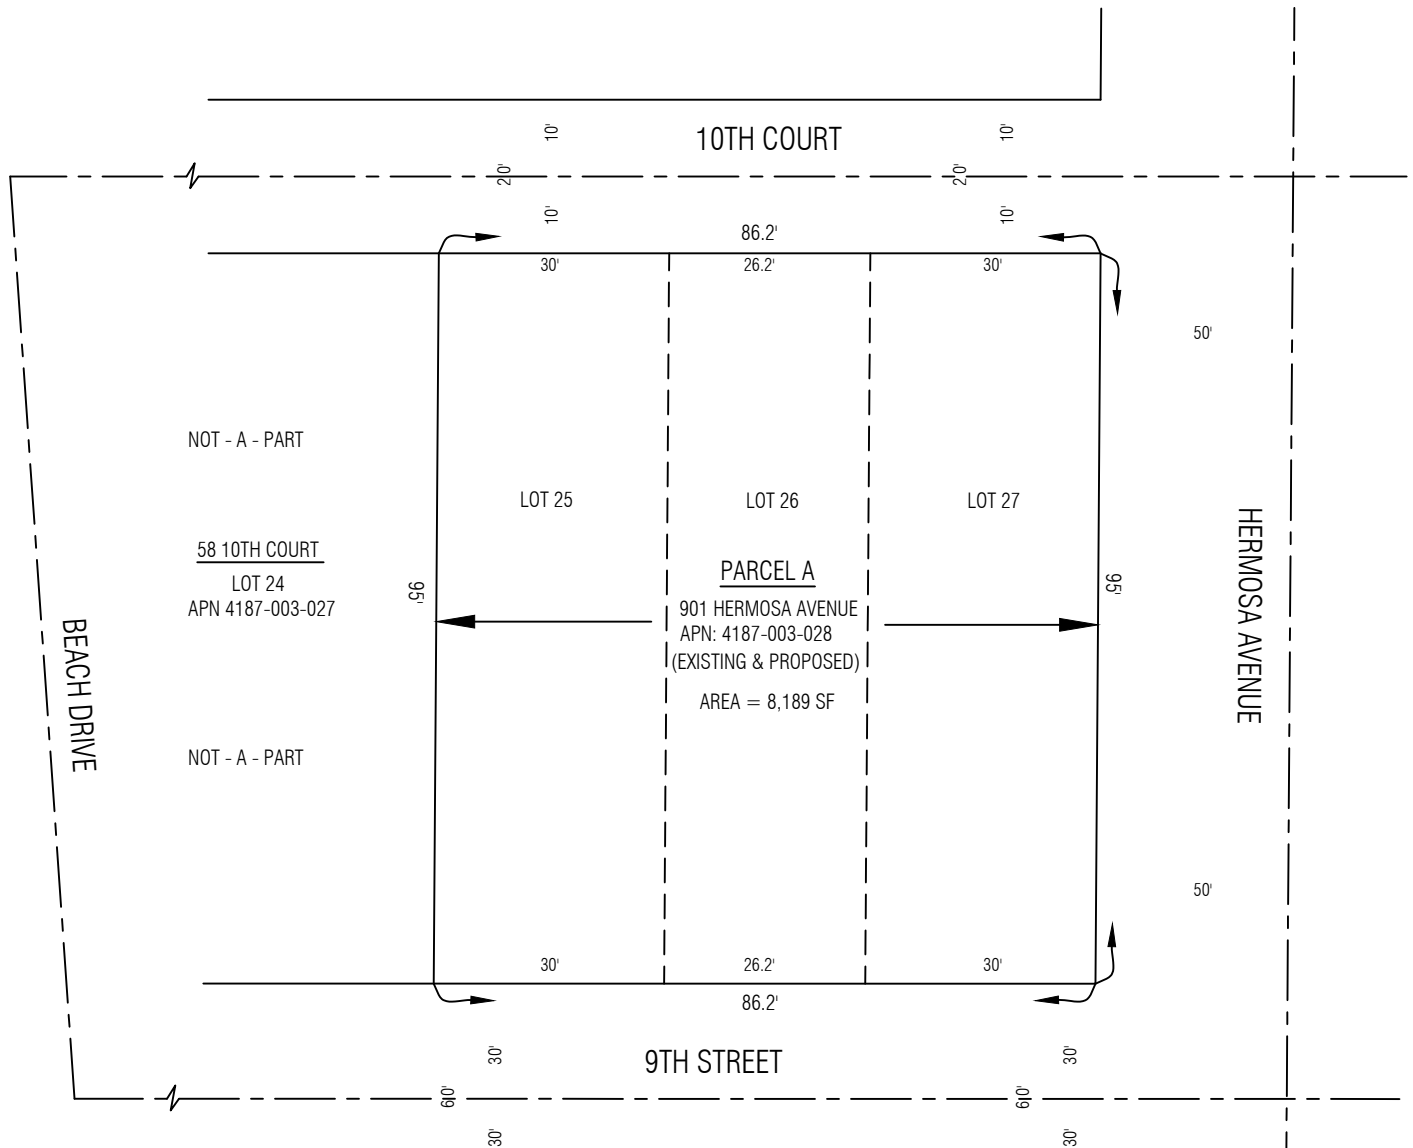 10' 10'
10TH COURT
20' 20'
10' 10'
86.2'
30' 26.2' 30'
50'
NOT - A - PART
LOT 25 LOT 26 LOT 27
58 10TH COURT
LOT 24
APN 4187-003-027
95'
PARCEL A
901 HERMOSA AVENUE
APN: 4187-003-028
(EXISTING & PROPOSED)
AREA = 8,189 SF
95'
HERMOSA AVENUE
BEACH DRIVE
NOT - A - PART
50'
30' 26.2' 30'
86.2'
30' 30'
9TH STREET
60' 60'
30' 30'